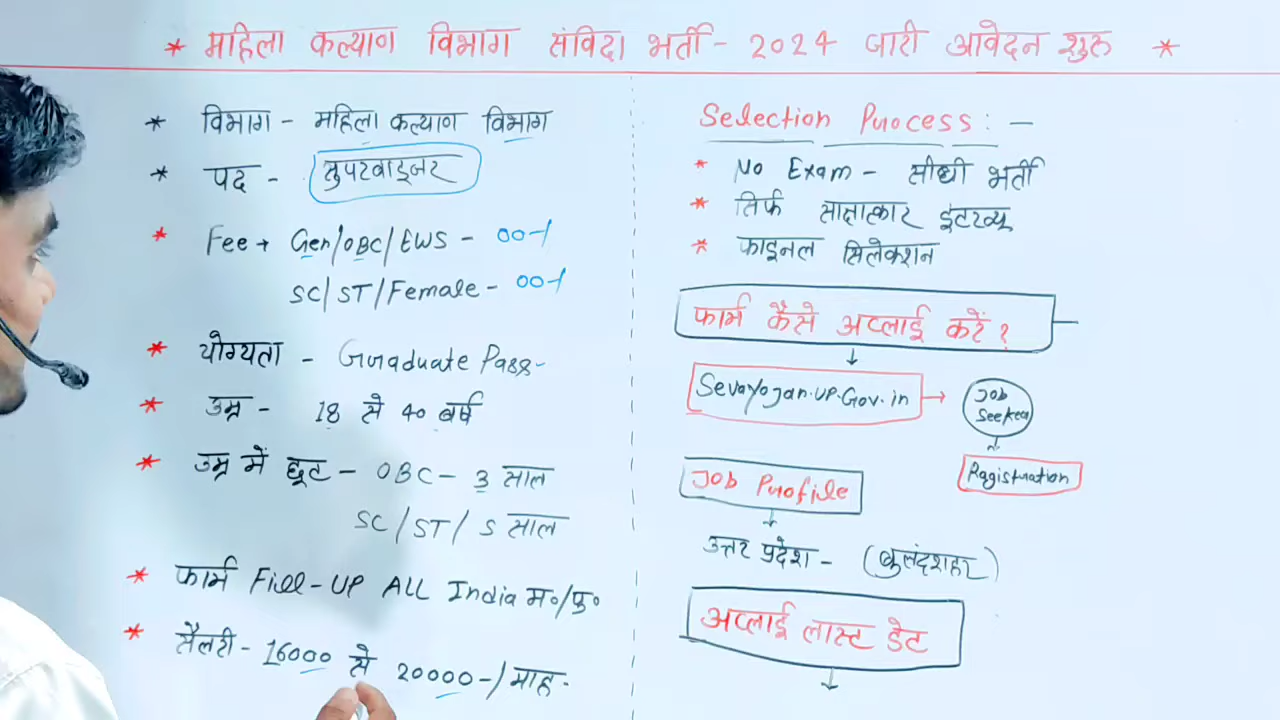 * महिला कल्याण विभाग संविदा भर्ती - 2024 जारी आवेदन शुरु *
* विभाग - महिला कल्याण विभाग
* पद - सुपरवाइजर
* Fee → Gen/OBC/EWS - 00-/
SC/ST/Female - 00-/
* योग्यता - Graduate Pass-
* उम्र - 18 से 40 वर्ष
* उम्र में छूट - OBC - 3 साल
SC/ST/ 5 साल
* फार्म Fill-UP ALL India म०/पु०
* सैलरी - 16000 से 20000-/माह-
Selection Process: -
* No Exam - सीधी भर्ती
* सिर्फ साक्षात्कार इंटरव्यू
* फाइनल सिलेक्शन
फार्म कैसे अप्लाई करें?
Sevayojan.UP.Gov.in
Job Seeker
Ragistration
Job Profile
उत्तर प्रदेश - (बुलंदशहर)
अप्लाई लास्ट डेट